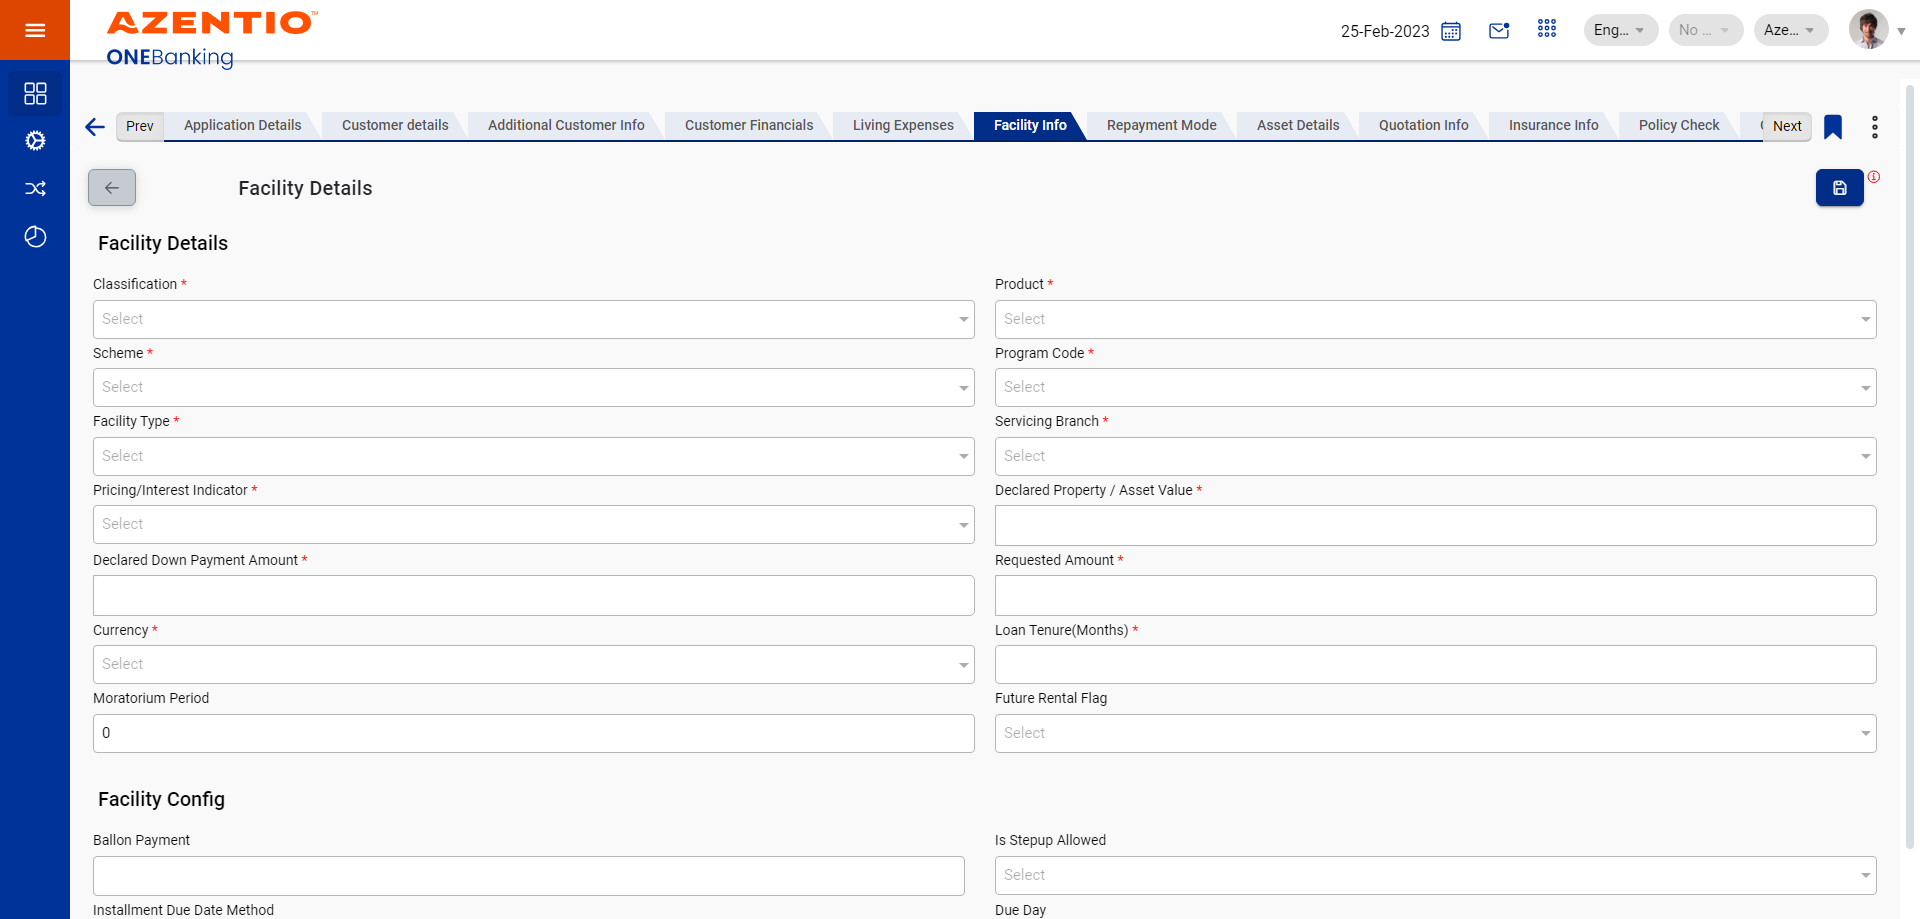 AZENTIO™
ONEBanking
25-Feb-2023
Eng...
No ...
Aze...
Prev
Application Details
Customer details
Additional Customer Info
Customer Financials
Living Expenses
Facility Info
Repayment Mode
Asset Details
Quotation Info
Insurance Info
Policy Check
Next
Facility Details
Facility Details
Classification *
Product *
Select
Select
Scheme *
Program Code *
Select
Select
Facility Type *
Servicing Branch *
Select
Select
Pricing/Interest Indicator *
Declared Property / Asset Value *
Select
Declared Down Payment Amount *
Requested Amount *
Currency *
Loan Tenure(Months) *
Select
Moratorium Period
Future Rental Flag
0
Select
Facility Config
Ballon Payment
Is Stepup Allowed
Select
Installment Due Date Method
Due Day